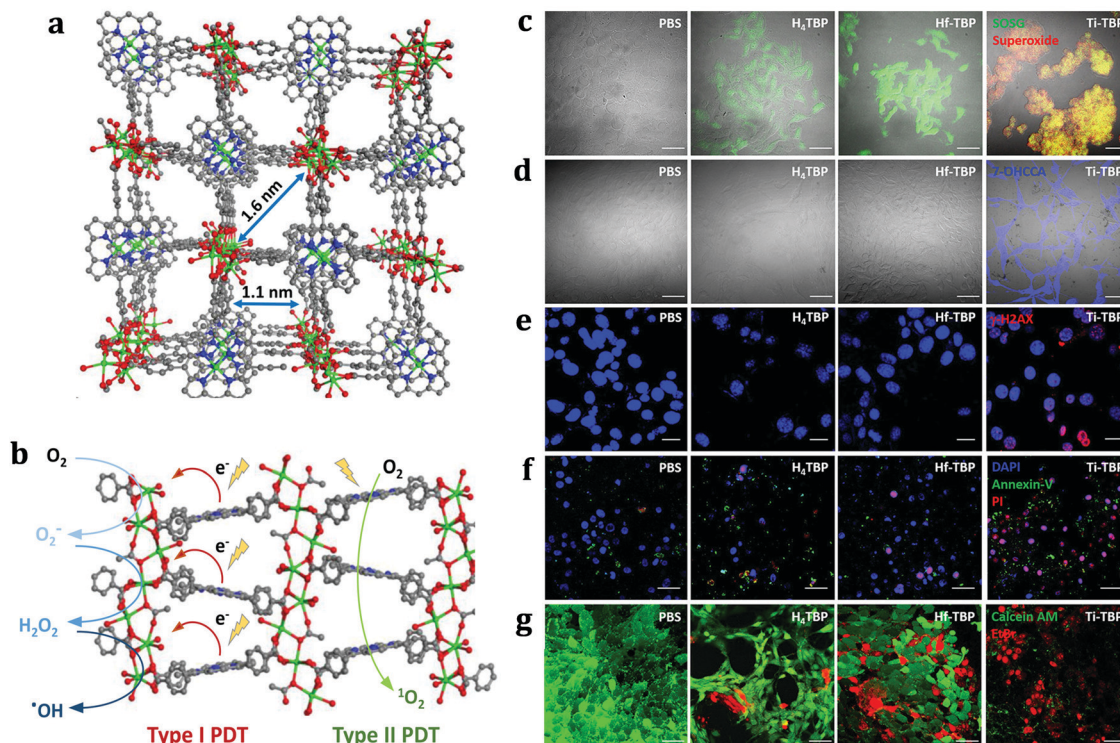 a
1.6 nm
1.1 nm
b
O₂
e⁻
O₂
O₂⁻
e⁻
H₂O₂
e⁻
•OH
¹O₂
Type I PDT
Type II PDT
c
PBS
H₄TBP
Hf-TBP
SOSG
Ti-TBP
Superoxide
d
PBS
H₄TBP
Hf-TBP
7-DHCCA
Ti-TBP
e
PBS
H₄TBP
Hf-TBP
γ-H2AX
Ti-TBP
f
PBS
H₄TBP
Hf-TBP
DAPI
Ti-TBP
Annexin-V
PI
g
PBS
H₄TBP
Hf-TBP
Calcein AM
Ti-TBP